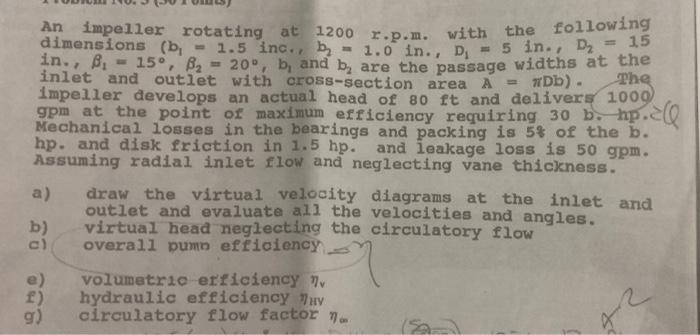 An impeller rotating at 1200 r.p.m. with the following
dimensions (b₁ = 1.5 inc., b₂ = 1.0 in., D₁ = 5 in., D₂ = 15
in., β₁ = 15°, β₂ = 20°, b₁ and b₂ are the passage widths at the
inlet and outlet with cross-section area A = πDb). The
impeller develops an actual head of 80 ft and delivers 1000
gpm at the point of maximum efficiency requiring 30 b. hp.
Mechanical losses in the bearings and packing is 5% of the b.
hp. and disk friction in 1.5 hp. and leakage loss is 50 gpm.
Assuming radial inlet flow and neglecting vane thickness.
a) draw the virtual velocity diagrams at the inlet and
outlet and evaluate all the velocities and angles.
b) virtual head neglecting the circulatory flow
c) overall pump efficiency η
e) volumetric efficiency ηᵥ
f) hydraulic efficiency η_HV
g) circulatory flow factor η∞